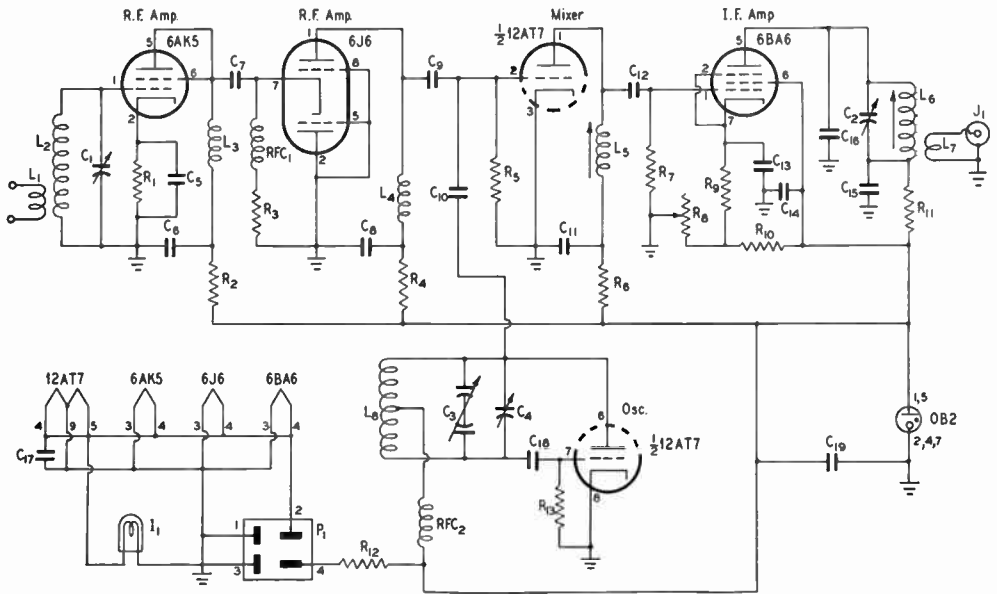 R.F. Amp.
6AK5
R.F. Amp.
6J6
Mixer
½12AT7
I.F. Amp
6BA6
5
1
6
2
C7
1
7
8
5
2
C9
1
2
3
C12
5
2
1
6
7
L1
L2
C1
R1
C5
C6
L3
R2
RFC1
R3
C8
L4
R4
C10
R5
C11
L5
R6
R7
R8
R9
R10
C13
C14
C16
C2
C15
L6
L7
J1
R11
12AT7
6AK5
6J6
6BA6
4
9
5
3
4
3
4
3
4
C17
I1
1
2
3
4
P1
R12
L8
C3
C4
RFC2
C18
R13
6
7
8
Osc.
½12AT7
C19
1,5
OB2
2,4,7